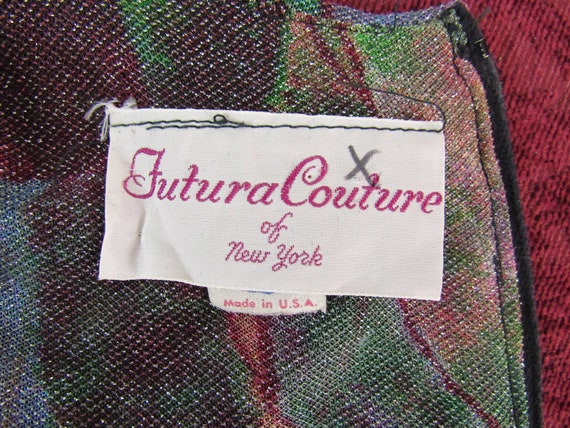 Futura Couture
X
of
New York
Made in U.S.A.